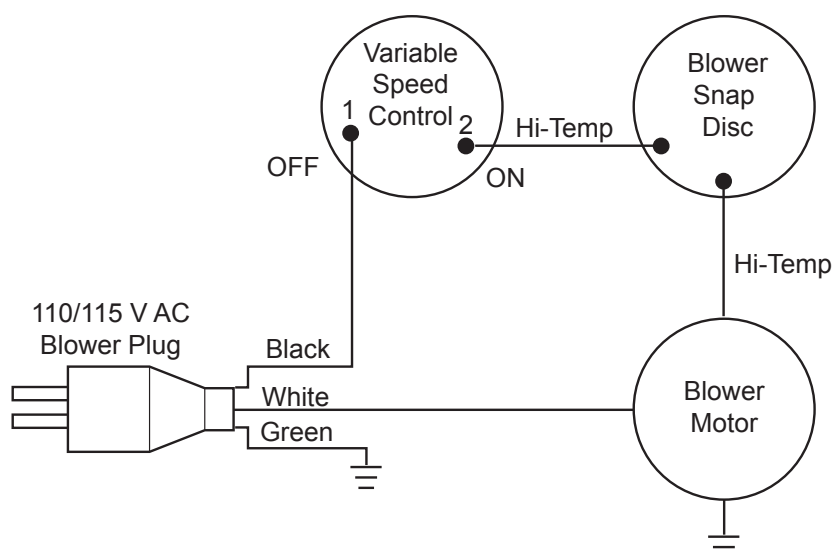 Variable
Speed
Control
1
2
OFF
ON
Hi-Temp
Blower
Snap
Disc
Hi-Temp
110/115 V AC
Blower Plug
Black
White
Green
Blower
Motor